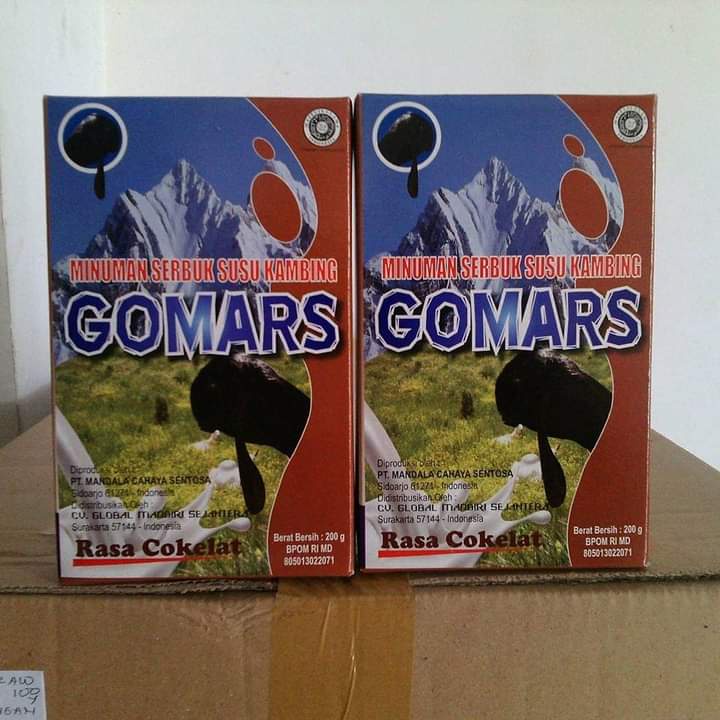 MINUMAN SERBUK SUSU KAMBING
GOMARS
Diproduksi oleh :
PT. MANDALA CAHAYA SENTOSA
Sidoarjo 61271 - Indonesia
Didistribusikan Oleh :
CV. GLOBAL MANDIRI SEJAHTERA
Surakarta 57144 - Indonesia
Rasa Cokelat
Berat Bersih : 200 g
BPOM RI MD
805013022071
MINUMAN SERBUK SUSU KAMBING
GOMARS
Diproduksi oleh :
PT. MANDALA CAHAYA SENTOSA
Sidoarjo 61271 - Indonesia
Didistribusikan Oleh :
CV. GLOBAL MANDIRI SEJAHTERA
Surakarta 57144 - Indonesia
Rasa Cokelat
Berat Bersih : 200 g
BPOM RI MD
805013022071
100